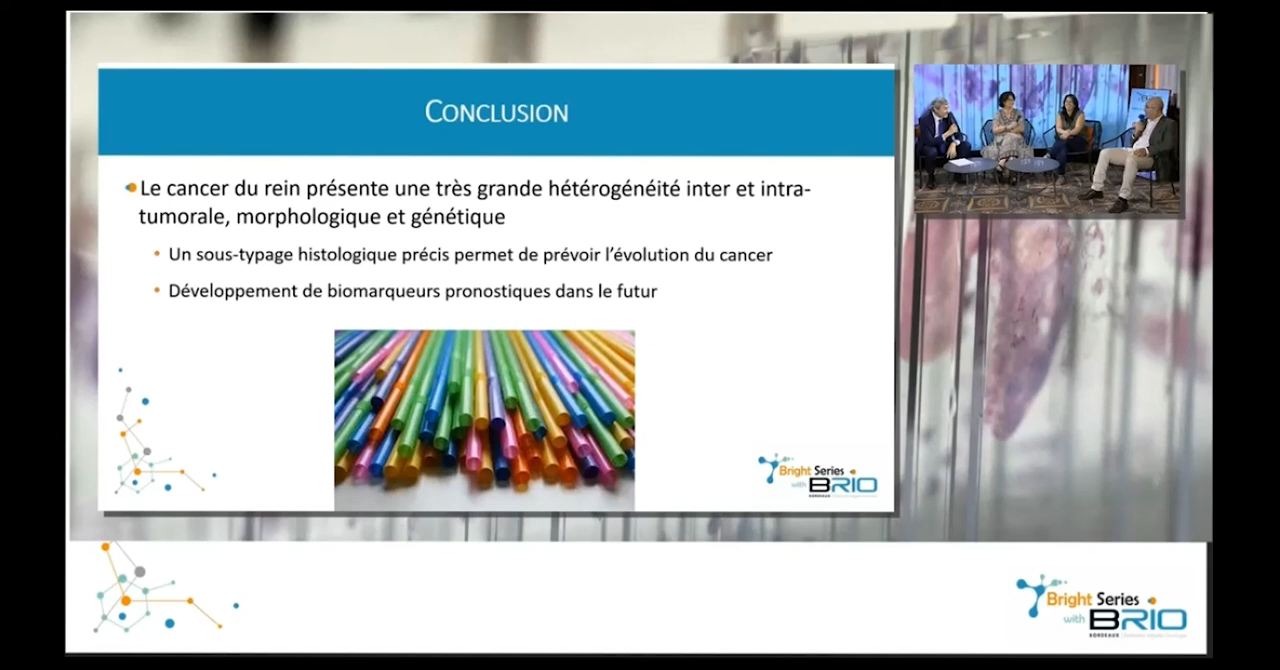 CONCLUSION
Le cancer du rein présente une très grande hétérogénéité inter et intra-
tumorale, morphologique et génétique
Un sous-typage histologique précis permet de prévoir l'évolution du cancer
Développement de biomarqueurs pronostiques dans le futur
Bright Series
with BRIO
BORDEAUX
Bright Series
with BRIO
BORDEAUX